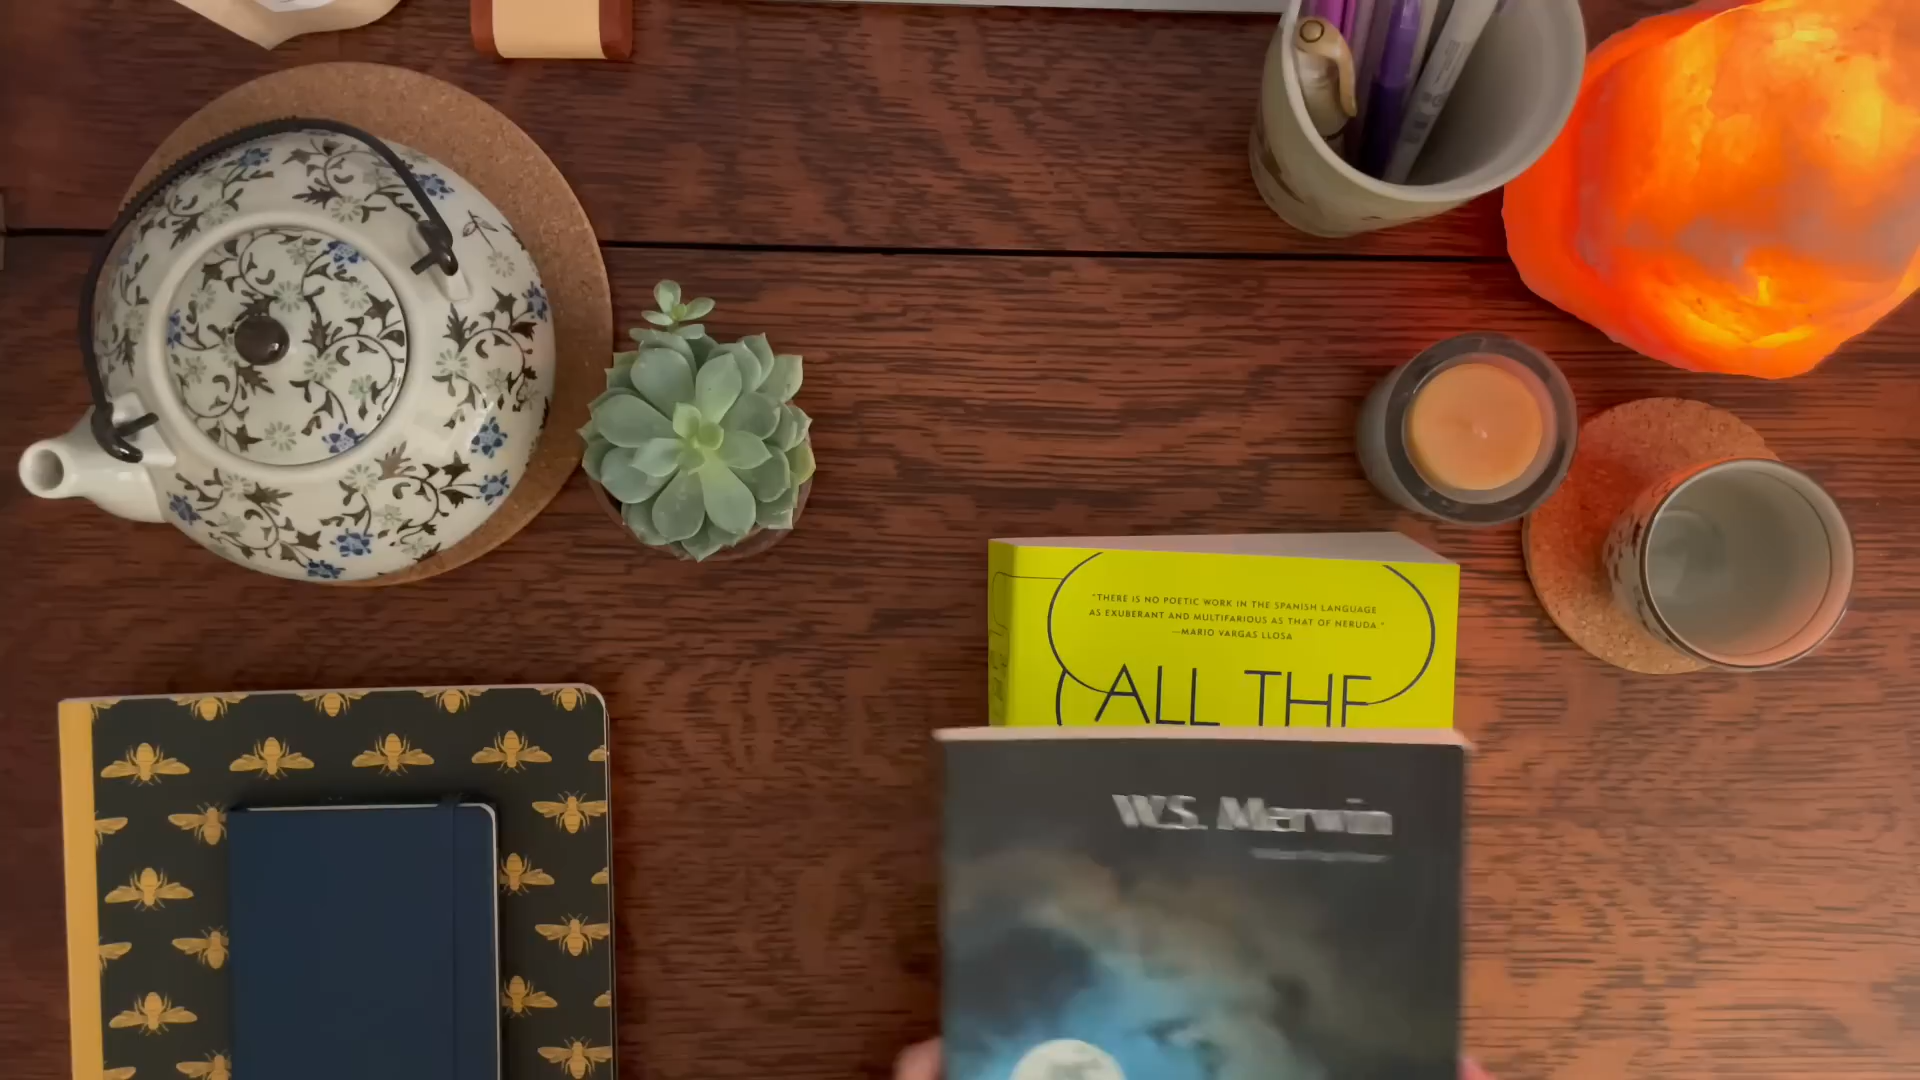 "THERE IS NO POETIC WORK IN THE SPANISH LANGUAGE
AS EXUBERANT AND MULTIFARIOUS AS THAT OF NERUDA."
—MARIO VARGAS LLOSA
ALL THE
W.S. Merwin